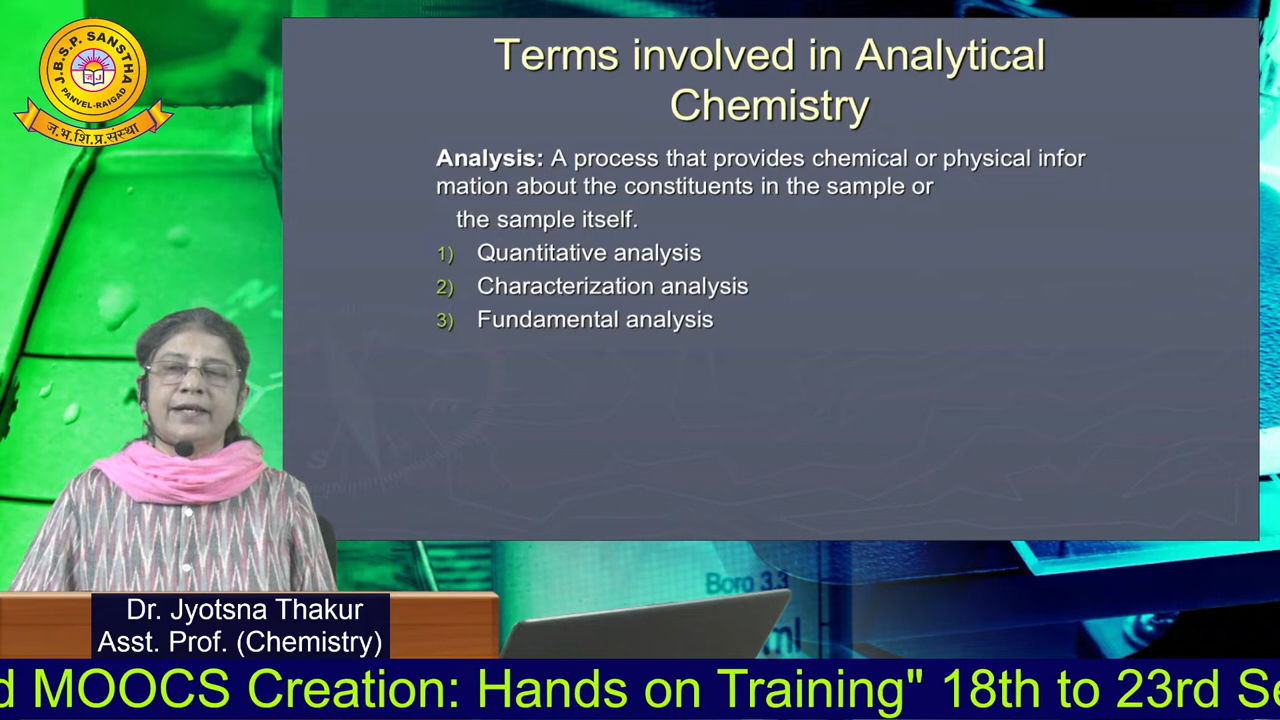 J.B.S.P. SANSTHA
PANVEL-RAIGAD
ज.भ.शि.प्र.संस्था
Terms involved in Analytical
Chemistry
Analysis: A process that provides chemical or physical infor
mation about the constituents in the sample or
the sample itself.
1) Quantitative analysis
2) Characterization analysis
3) Fundamental analysis
Boro 3.3
ml
Dr. Jyotsna Thakur
Asst. Prof. (Chemistry)
d MOOCS Creation: Hands on Training" 18th to 23rd Se